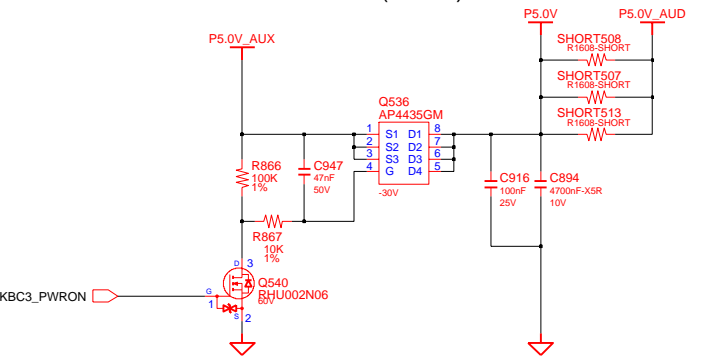 P5.0V P5.0V_AUD
P5.0V_AUX
SHORT508
R1608-SHORT
SHORT507
R1608-SHORT
SHORT513
R1608-SHORT
Q536
AP4435GM
1 S1 D1 8
2 S2 D2 7
3 S3 D3 6
4 G D4 5
-30V
R866
100K
1%
C947
47nF
50V
C916
100nF
25V
C894
4700nF-X5R
10V
R867
10K
1%
D 3
Q540
RHU002N06
60V
KBC3_PWRON
G
1
S 2